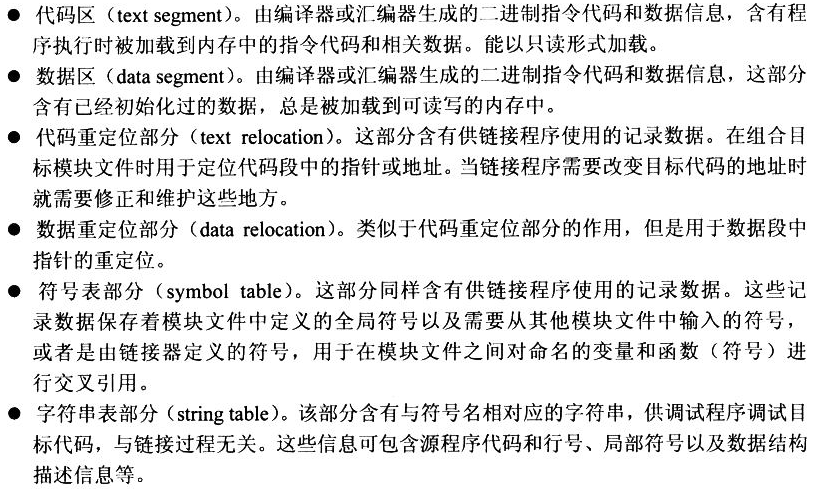 ● 代码区（text segment）。由编译器或汇编器生成的二进制指令代码和数据信息，含有程
序执行时被加载到内存中的指令代码和相关数据。能以只读形式加载。
● 数据区（data segment）。由编译器或汇编器生成的二进制指令代码和数据信息，这部分
含有已经初始化过的数据，总是被加载到可读写的内存中。
● 代码重定位部分（text relocation）。这部分含有供链接程序使用的记录数据。在组合目
标模块文件时用于定位代码段中的指针或地址。当链接程序需要改变目标代码的地址时
就需要修正和维护这些地方。
● 数据重定位部分（data relocation）。类似于代码重定位部分的作用，但是用于数据段中
指针的重定位。
● 符号表部分（symbol table）。这部分同样含有供链接程序使用的记录数据。这些记
录数据保存着模块文件中定义的全局符号以及需要从其他模块文件中输入的符号，
或者是由链接器定义的符号，用于在模块文件之间对命名的变量和函数（符号）进
行交叉引用。
● 字符串表部分（string table）。该部分含有与符号名相对应的字符串，供调试程序调试目
标代码，与链接过程无关。这些信息可包含源程序代码和行号、局部符号以及数据结构
描述信息等。